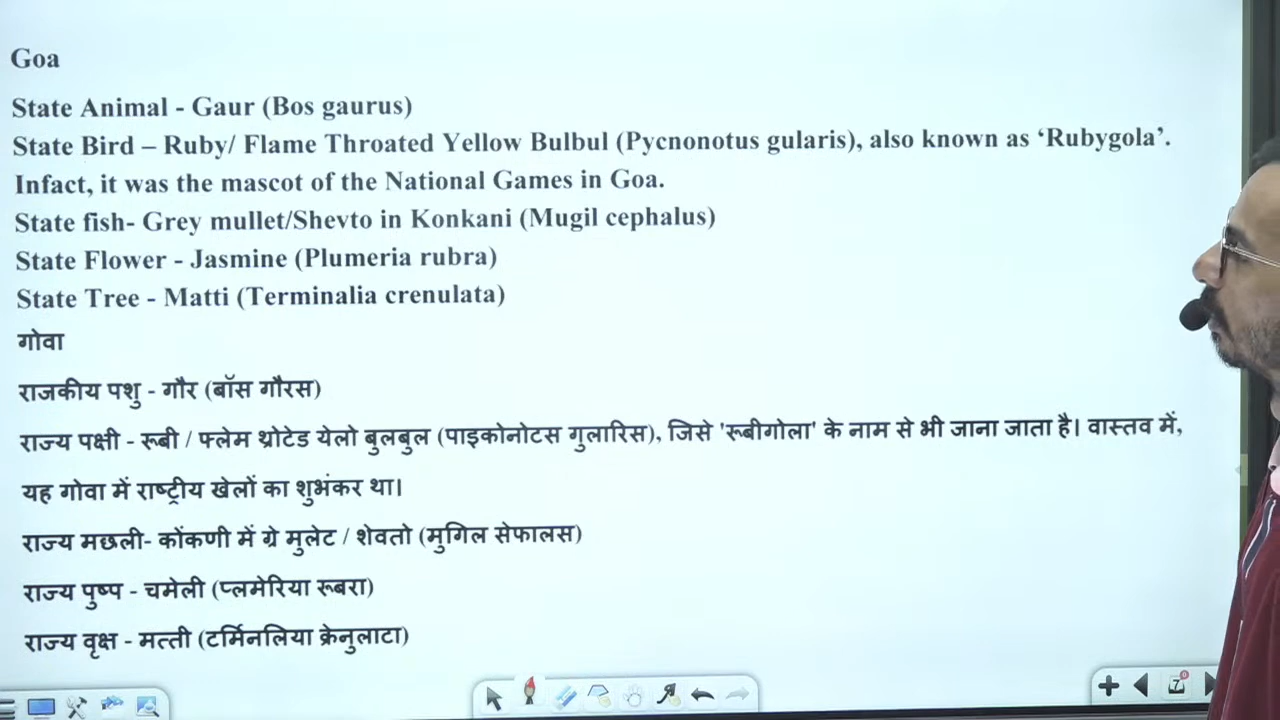 Goa
State Animal - Gaur (Bos gaurus)
State Bird – Ruby/ Flame Throated Yellow Bulbul (Pycnonotus gularis), also known as ‘Rubygola’.
Infact, it was the mascot of the National Games in Goa.
State fish- Grey mullet/Shevto in Konkani (Mugil cephalus)
State Flower - Jasmine (Plumeria rubra)
State Tree - Matti (Terminalia crenulata)
गोवा
राजकीय पशु - गौर (बॉस गौरस)
राज्य पक्षी - रूबी / फ्लेम थ्रोटेड येलो बुलबुल (पाइकोनोटस गुलारिस), जिसे 'रूबीगोला' के नाम से भी जाना जाता है। वास्तव में,
यह गोवा में राष्ट्रीय खेलों का शुभंकर था।
राज्य मछली- कोंकणी में ग्रे मुलेट / शेवतो (मुगिल सेफालस)
राज्य पुष्प - चमेली (प्लमेरिया रूबरा)
राज्य वृक्ष - मत्ती (टर्मिनलिया क्रेनुलाटा)
7